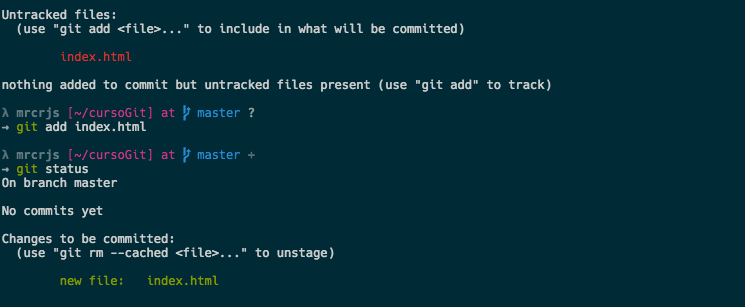 Untracked files:
  (use "git add <file>..." to include in what will be committed)
        index.html
nothing added to commit but untracked files present (use "git add" to track)
λ mrcrjs [~/cursoGit] at master ?
→ git add index.html
λ mrcrjs [~/cursoGit] at master +
→ git status
On branch master
No commits yet
Changes to be committed:
  (use "git rm --cached <file>..." to unstage)
        new file:   index.html